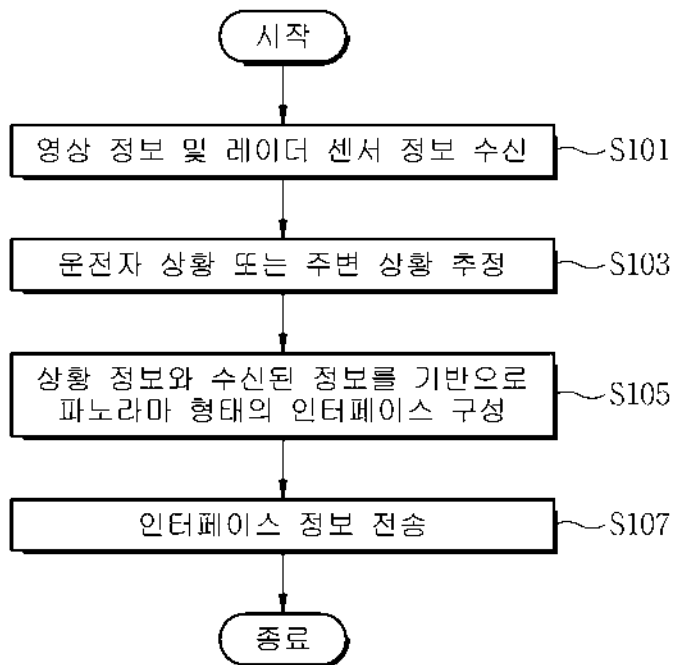 시작
영상 정보 및 레이더 센서 정보 수신
S101
운전자 상황 또는 주변 상황 추정
S103
상황 정보와 수신된 정보를 기반으로
파노라마 형태의 인터페이스 구성
S105
인터페이스 정보 전송
S107
종료